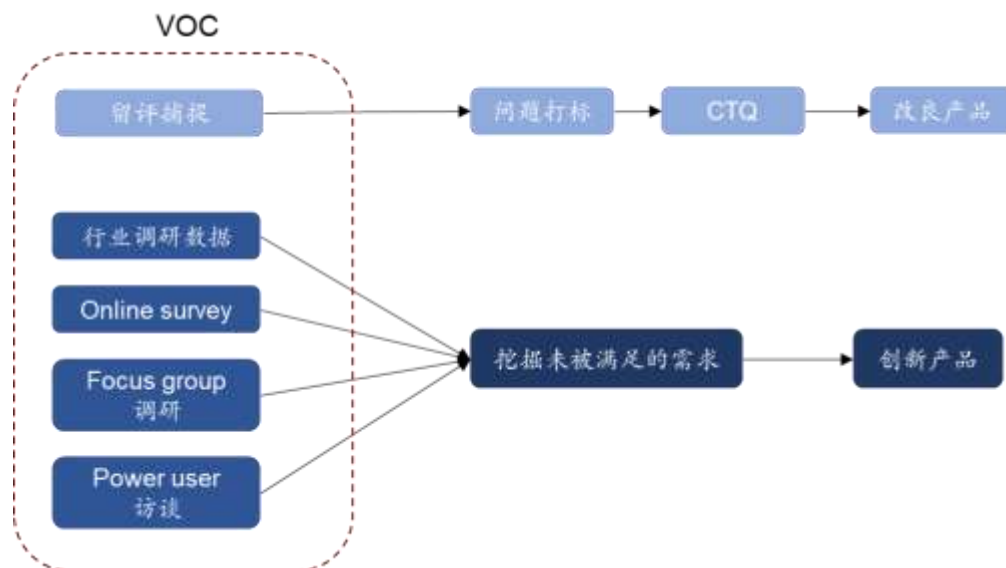 VOC
留评捕捉
问题打标
CTQ
改良产品
行业调研数据
Online survey
Focus group
调研
Power user
访谈
挖掘未被满足的需求
创新产品